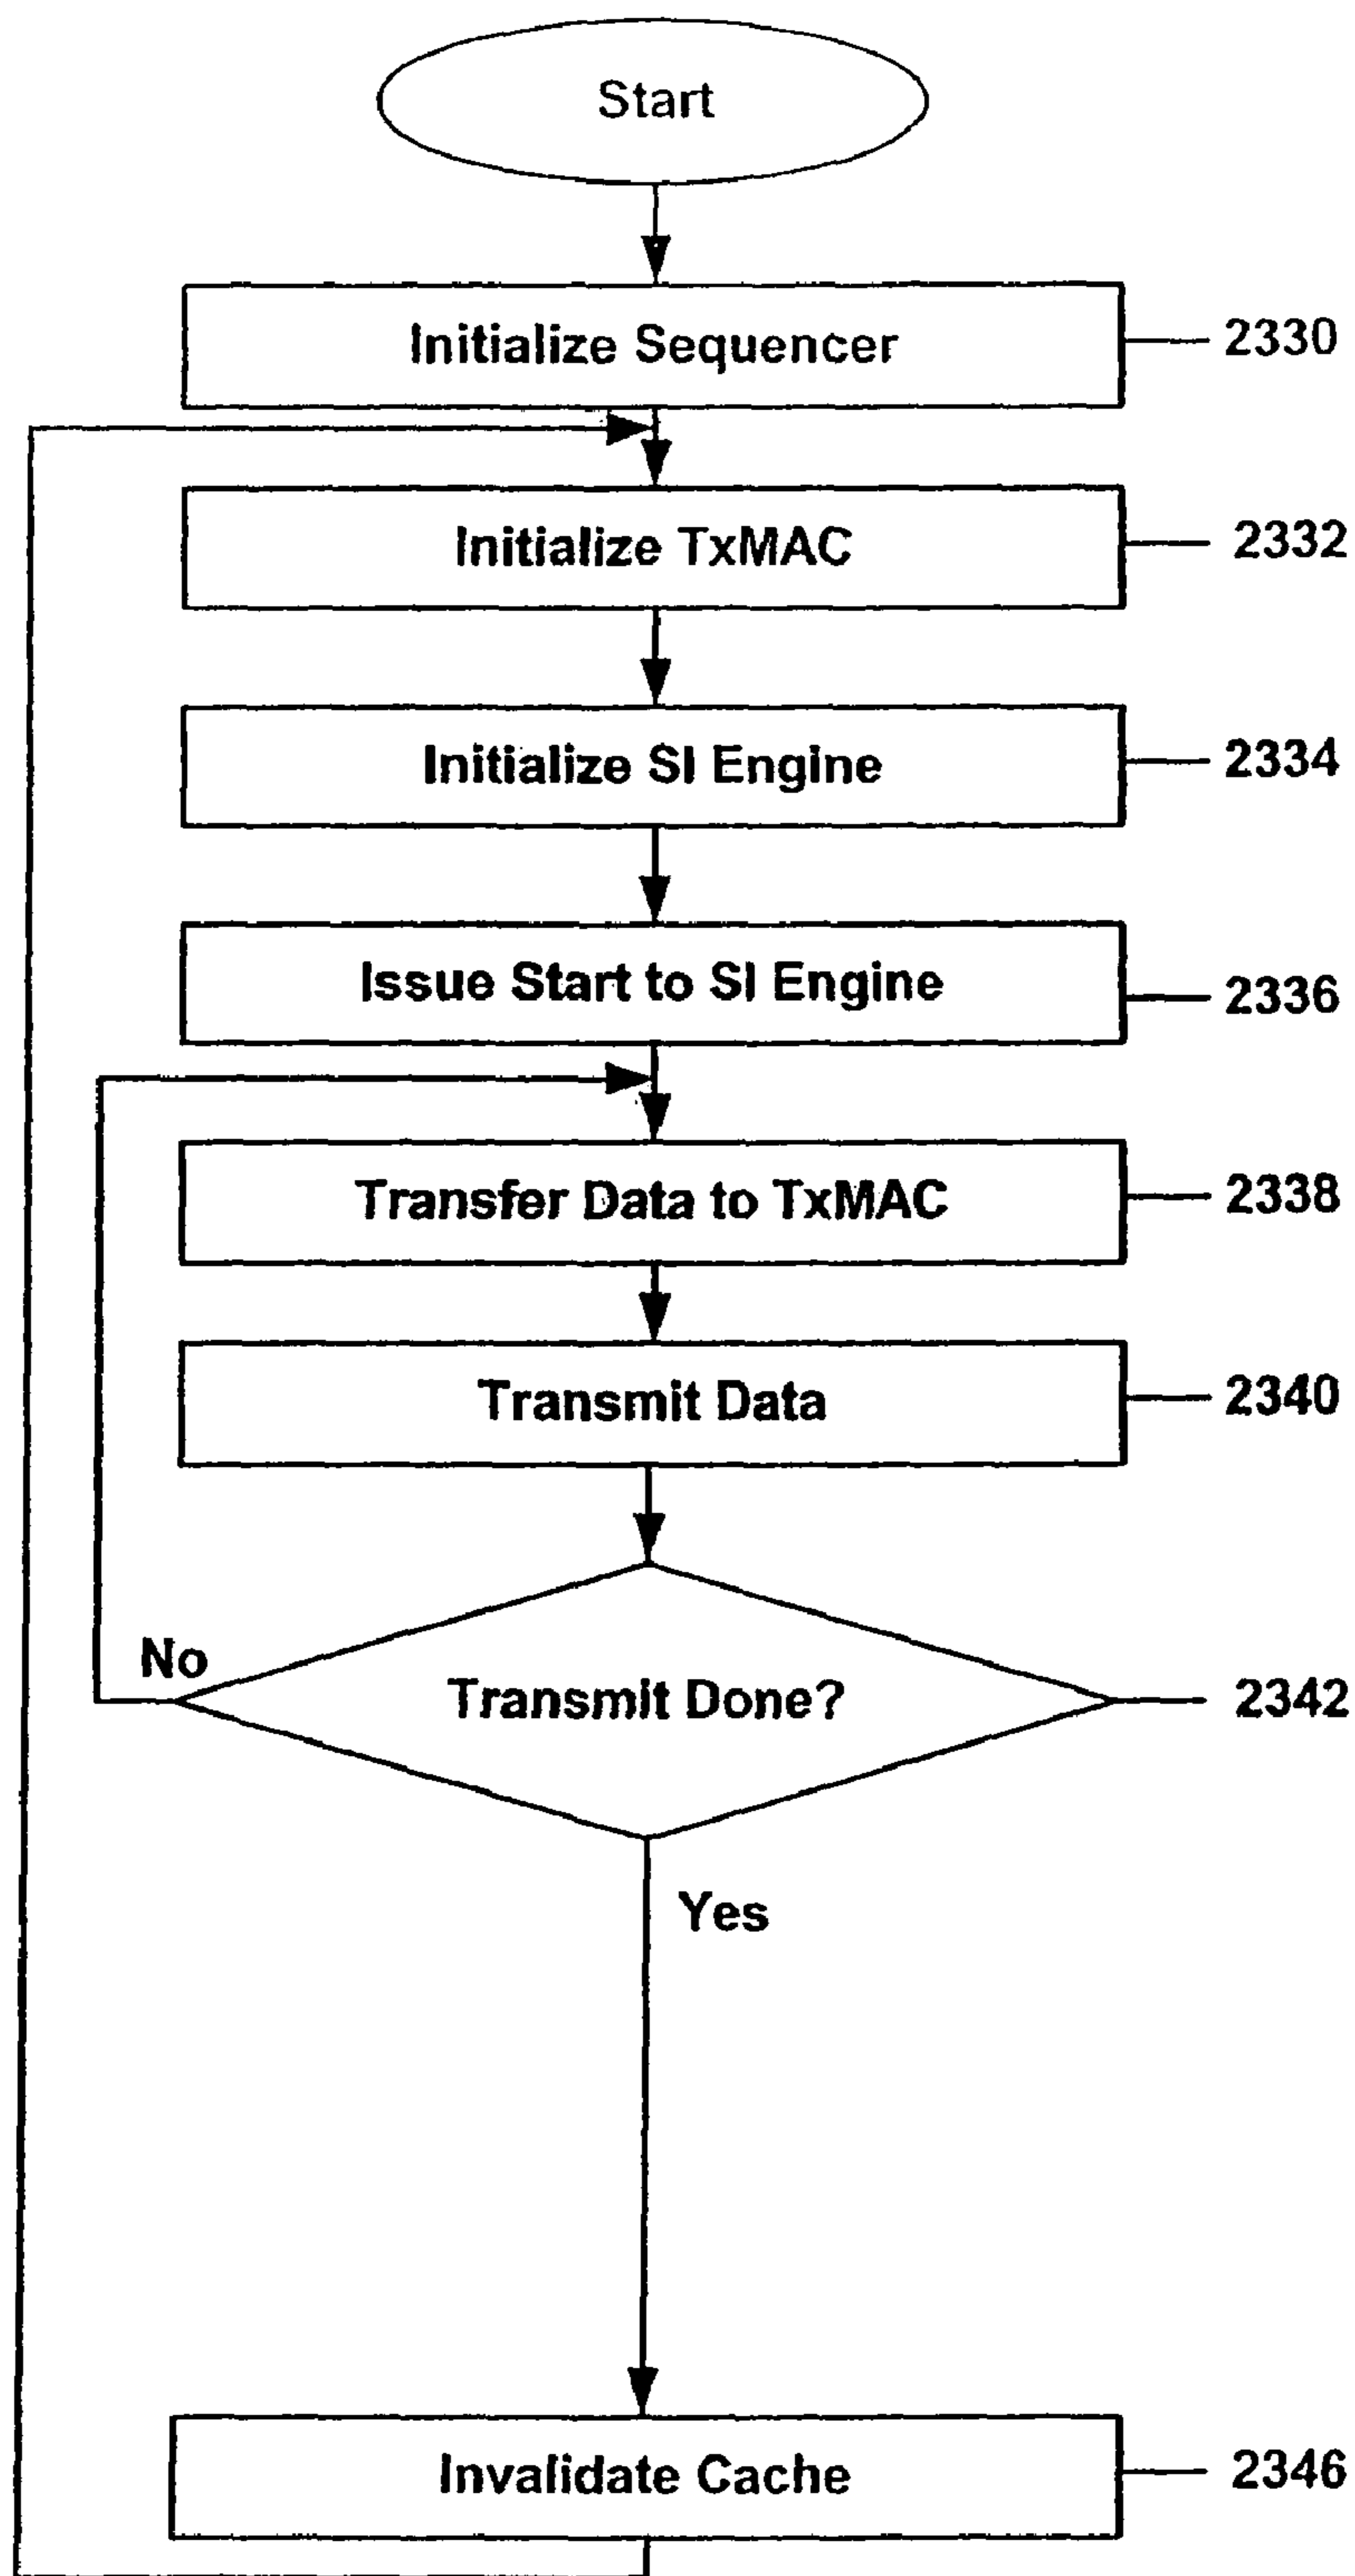 Start
Initialize Sequencer
2330
Initialize TxMAC
2332
Initialize SI Engine
2334
Issue Start to SI Engine
2336
Transfer Data to TxMAC
2338
Transmit Data
2340
No
Transmit Done?
2342
Yes
Invalidate Cache
2346